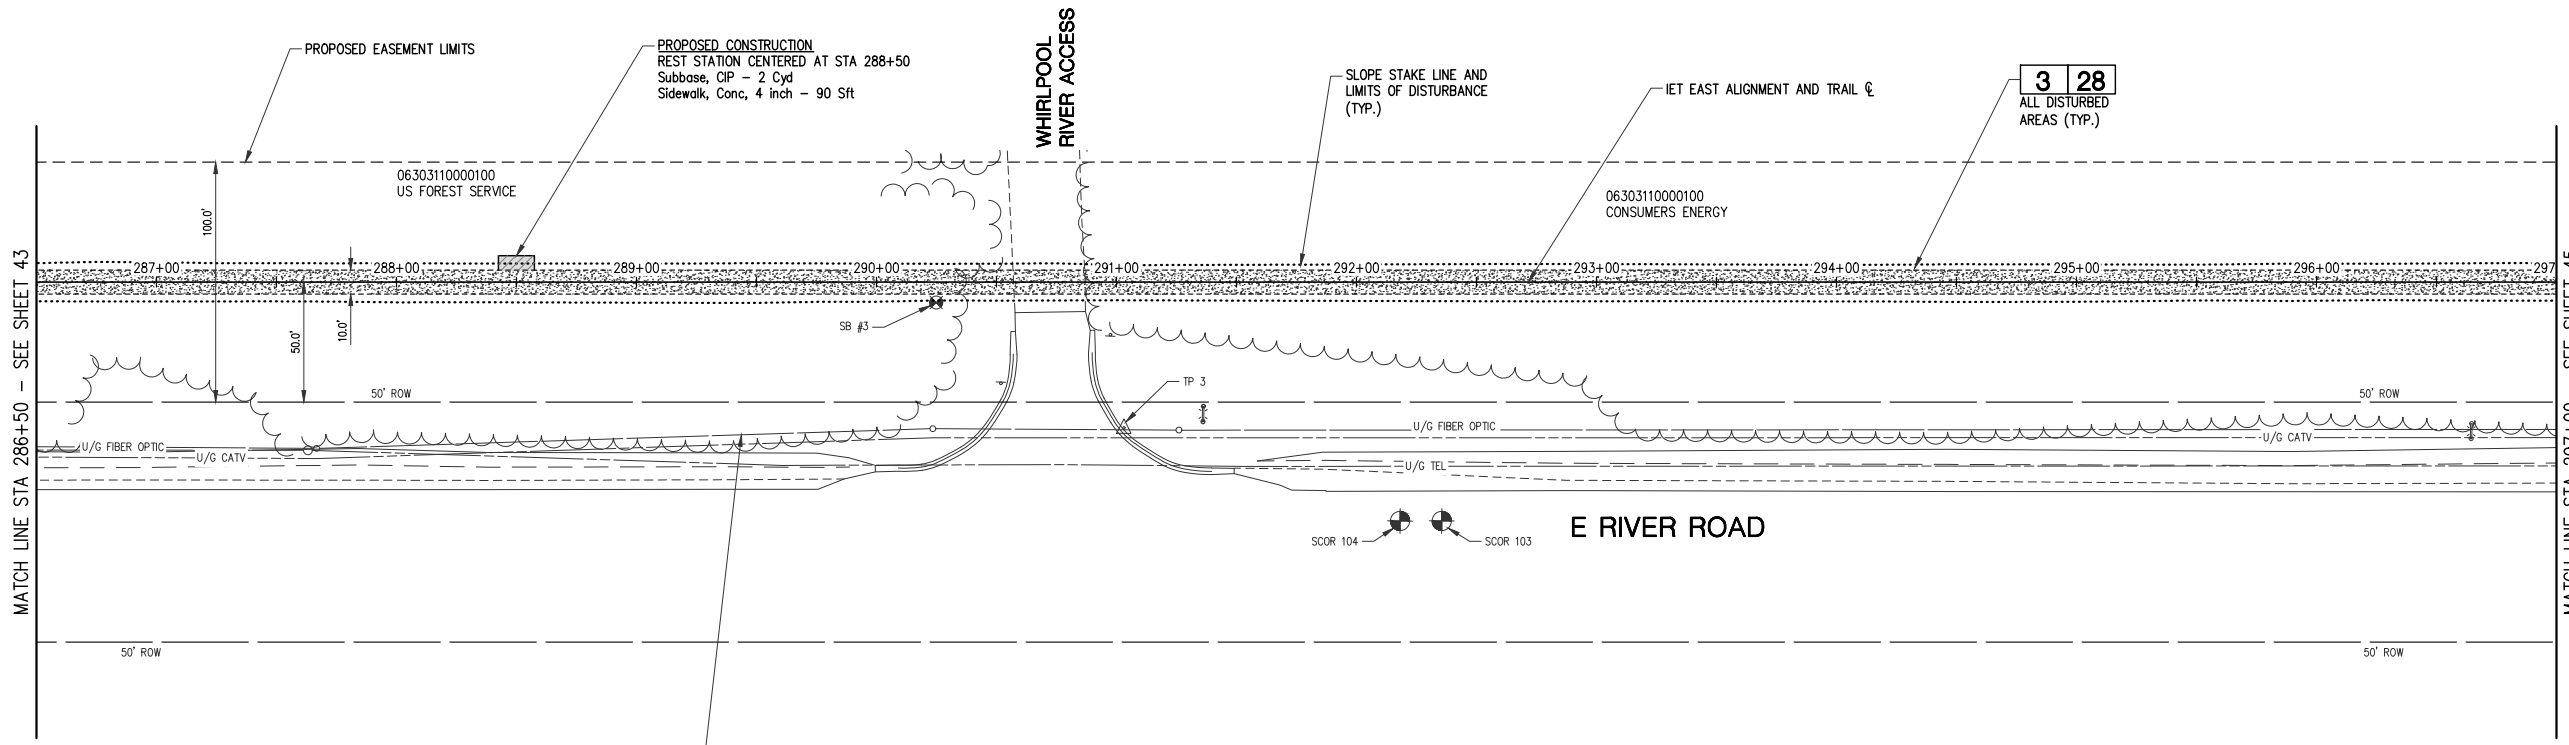 PROPOSED EASEMENT LIMITS
PROPOSED CONSTRUCTION
REST STATION CENTERED AT STA 288+50
Subbase, CIP - 2 Cyd
Sidewalk, Conc, 4 inch - 90 Sft
WHIRLPOOL
RIVER ACCESS
SLOPE STAKE LINE AND
LIMITS OF DISTURBANCE
(TYP.)
IET EAST ALIGNMENT AND TRAIL ℄
3 28
ALL DISTURBED
AREAS (TYP.)
06303110000100
US FOREST SERVICE
06303110000100
CONSUMERS ENERGY
100.0'
50.0'
10.0'
287+00
288+00
289+00
290+00
291+00
292+00
293+00
294+00
295+00
296+00
297
MATCH LINE STA 286+50 - SEE SHEET 43
SB #3
TP 3
50' ROW
50' ROW
U/G FIBER OPTIC
U/G CATV
U/G FIBER OPTIC
U/G CATV
U/G TEL
SCOR 104
SCOR 103
E RIVER ROAD
50' ROW
50' ROW